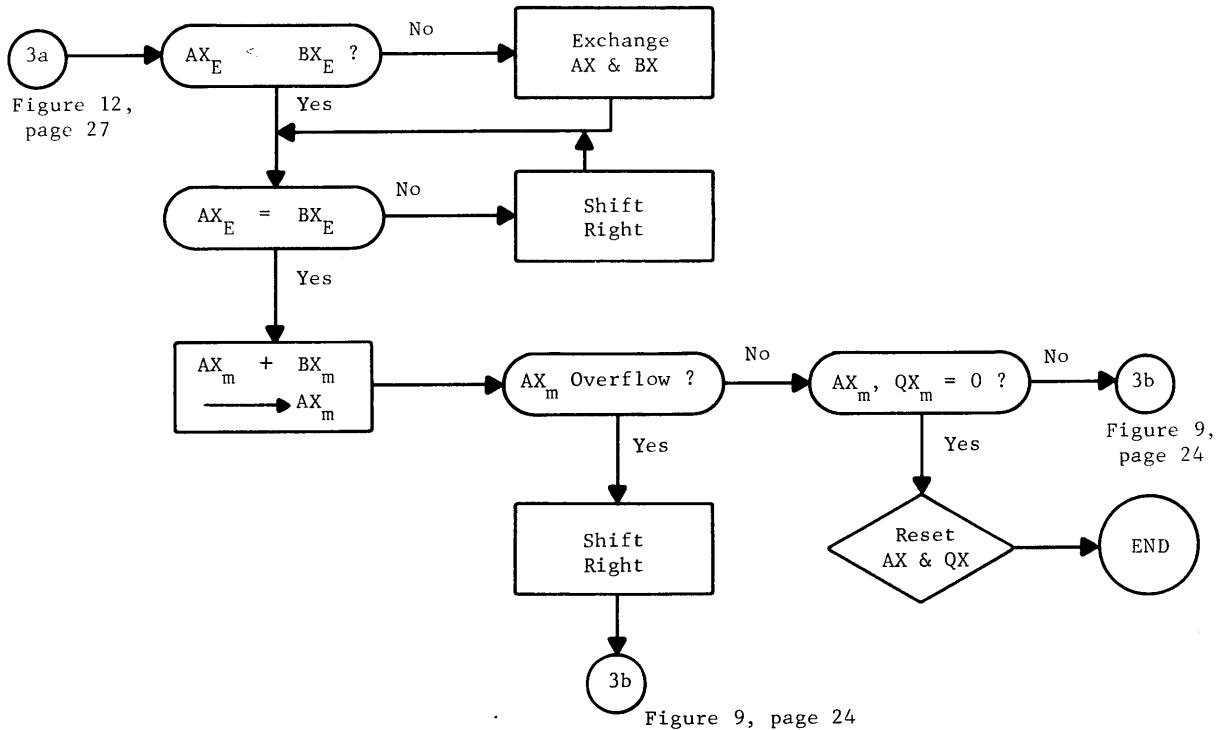 3a
Figure 12,
page 27
AX_E < BX_E ?
No
Exchange
AX & BX
Yes
AX_E = BX_E
No
Shift
Right
Yes
AX_m + BX_m
→ AX_m
AX_m Overflow ?
No
AX_m, QX_m = 0 ?
No
3b
Figure 9,
page 24
Yes
Shift
Right
Yes
Reset
AX & QX
END
3b
Figure 9, page 24